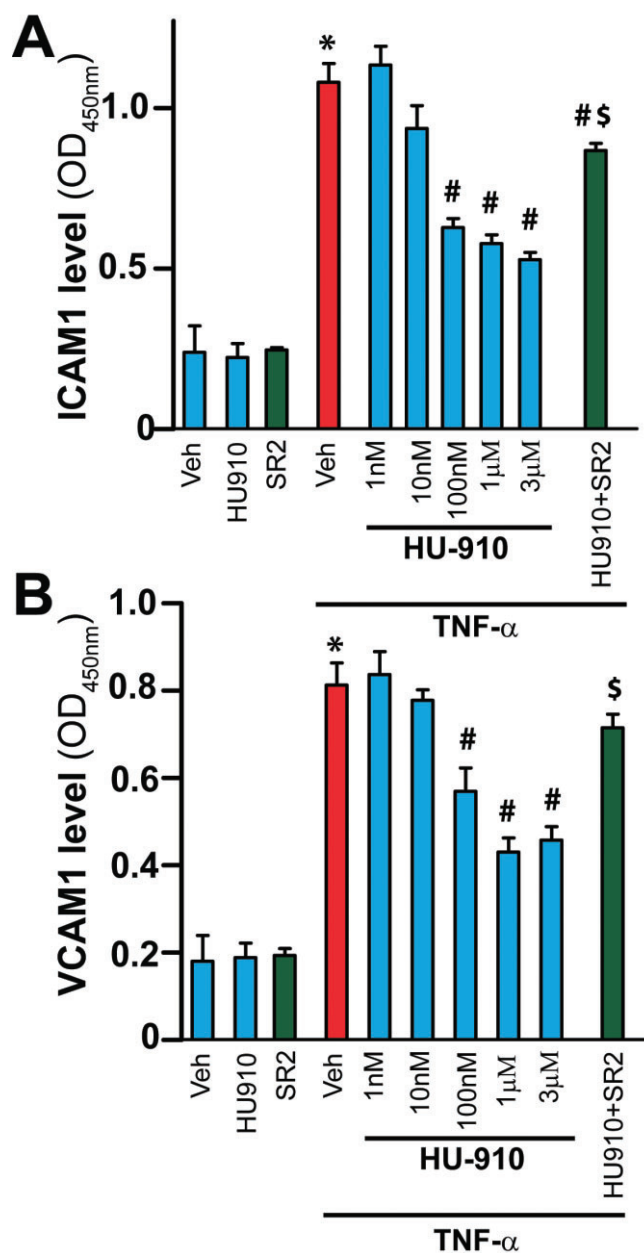 A
ICAM1 level (OD450nm)
1.0
0.5
0
*
#
#
#
# $
Veh
HU910
SR2
Veh
1nM
10nM
100nM
1µM
3µM
HU910+SR2
HU-910
TNF-α
B
VCAM1 level (OD450nm)
1.0
0.8
0.6
0.4
0.2
0
*
#
#
#
$
Veh
HU910
SR2
Veh
1nM
10nM
100nM
1µM
3µM
HU910+SR2
HU-910
TNF-α